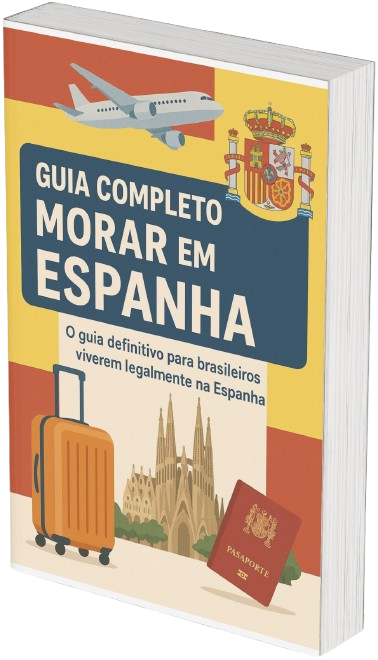 GUIA COMPLETO
MORAR EM
ESPANHA
O guia definitivo para brasileiros
viverem legalmente na Espanha
PASAPORTE